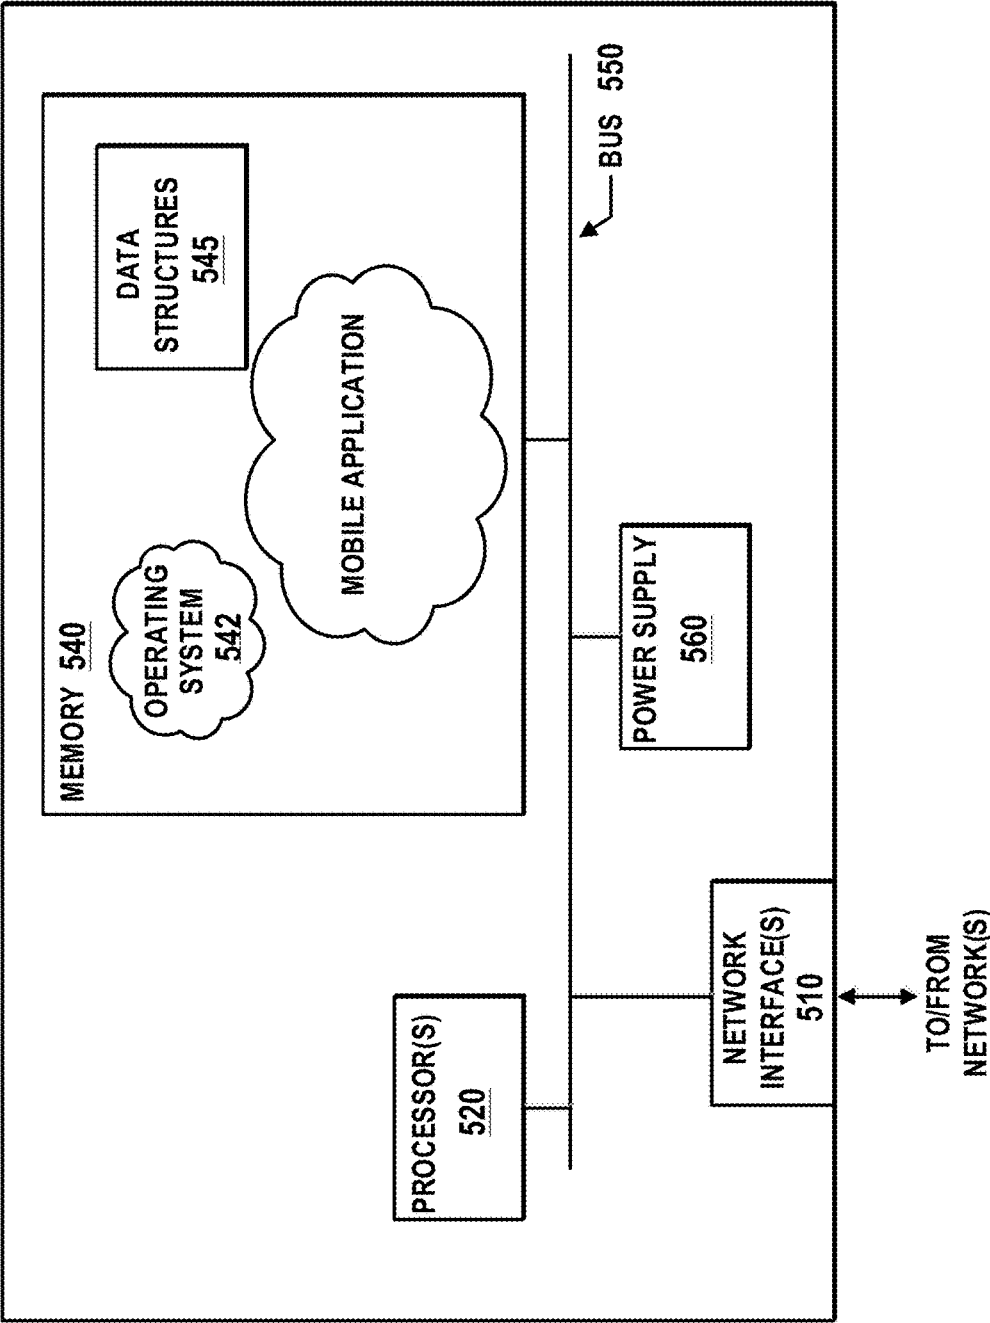 MEMORY 540
OPERATING
SYSTEM
542
DATA
STRUCTURES
545
MOBILE APPLICATION
PROCESSOR(S)
520
BUS 550
POWER SUPPLY
560
NETWORK
INTERFACE(S)
510
TO/FROM
NETWORK(S)